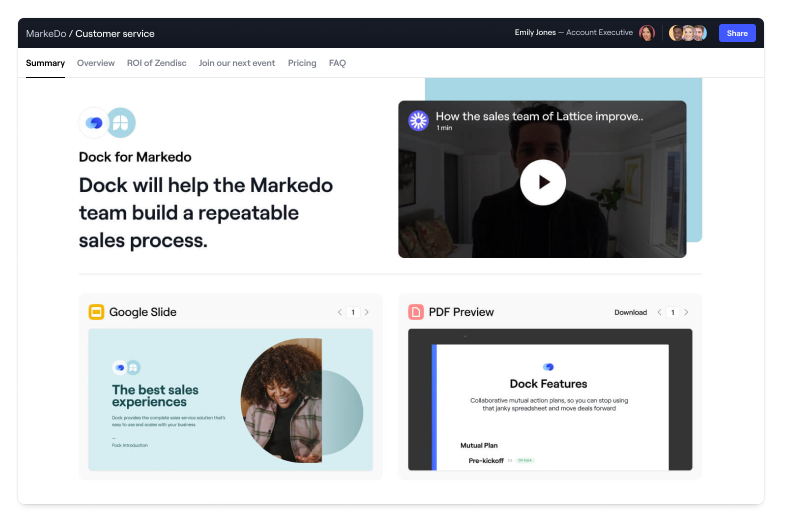 MarkeDo / Customer service
Emily Jones — Account Executive
Share
Summary Overview ROI of Zendisc Join our next event Pricing FAQ
How the sales team of Lattice improve..
1 min
Dock for Markedo
Dock will help the Markedo
team build a repeatable
sales process.
Google Slide
1
PDF Preview
Download
1
The best sales
experiences
Dock provides the complete sales service solution that's
easy to use and scales with your business
—
Introduction
Dock Features
Collaborative mutual action plans, so you can stop using
that janky spreadsheet and move deals forward
Mutual Plan
Pre-kickoff